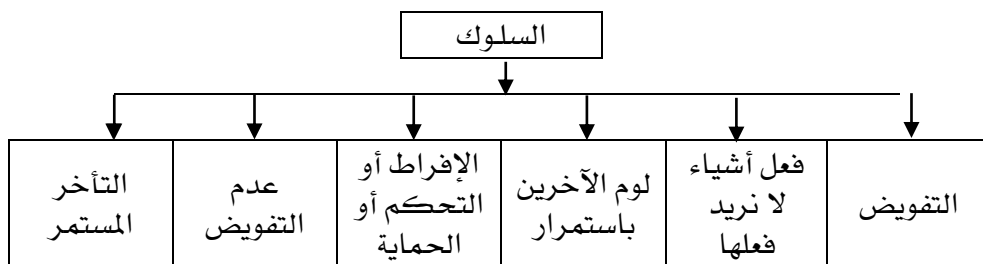 السلوك
التفويض
فعل أشياء
لا نريد
فعلها
لوم الآخرين
باستمرار
الإفراط أو
التحكم أو
الحماية
عدم
التفويض
التأخر
المستمر